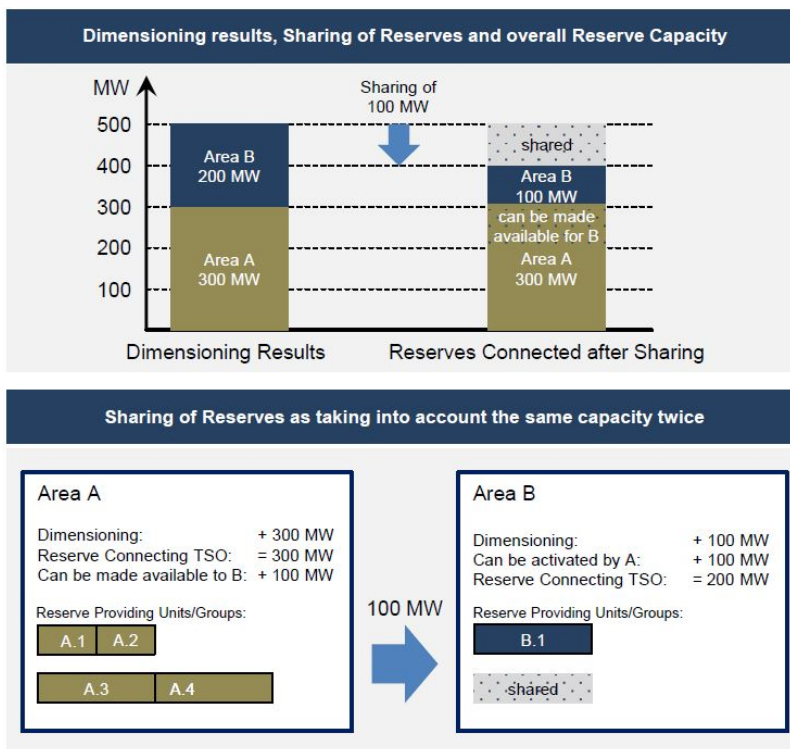 Dimensioning results, Sharing of Reserves and overall Reserve Capacity
MW
Sharing of
100 MW
500
400
300
200
100
Area B
200 MW
Area A
300 MW
shared
Area B
100 MW
can be made
available for B
Area A
300 MW
Dimensioning Results
Reserves Connected after Sharing
Sharing of Reserves as taking into account the same capacity twice
Area A
Dimensioning: + 300 MW
Reserve Connecting TSO: = 300 MW
Can be made available to B: + 100 MW
Reserve Providing Units/Groups:
A.1 A.2
A.3 A.4
100 MW
Area B
Dimensioning: + 100 MW
Can be activated by A: + 100 MW
Reserve Connecting TSO: = 200 MW
Reserve Providing Units/Groups:
B.1
shared